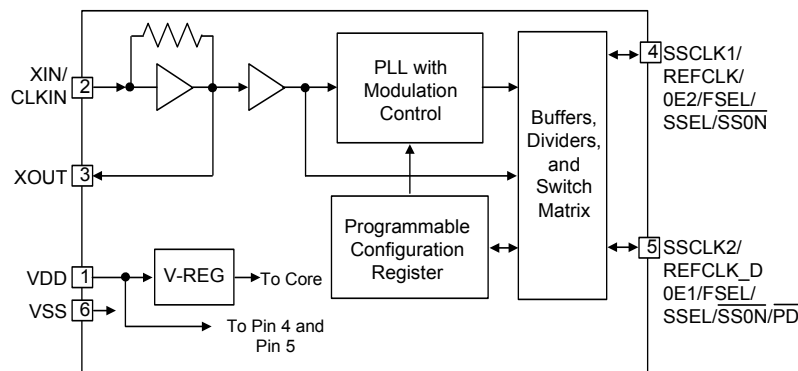 XIN/
CLKIN
2
XOUT
3
VDD
1
VSS
6
V-REG
To Core
To Pin 4 and
Pin 5
PLL with
Modulation
Control
Programmable
Configuration
Register
Buffers,
Dividers,
and
Switch
Matrix
4
SSCLK1/
REFCLK/
0E2/FSEL/
SSEL/SS0N
5
SSCLK2/
REFCLK_D
0E1/FSEL/
SSEL/SS0N/PD